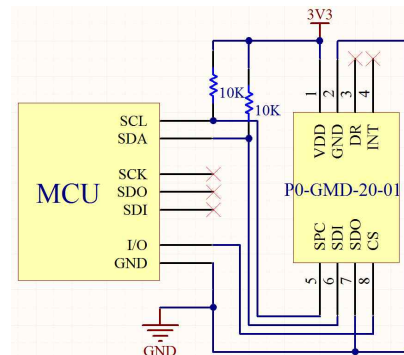 3V3
10K
10K
MCU
SCL
SDA
SCK
SDO
SDI
I/O
GND
GND
1
2
3
4
VDD
GND
DR
INT
P0-GMD-20-01
SPC
SDI
SDO
CS
5
6
7
8